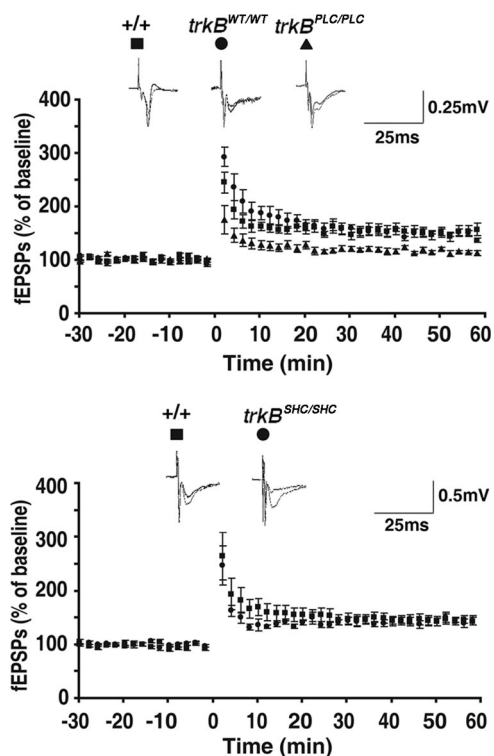 +/+ trkB^WT/WT trkB^PLC/PLC
0.25mV
25ms
fEPSPs (% of baseline)
400
300
200
100
0
-30 -20 -10 0 10 20 30 40 50 60
Time (min)
+/+ trkB^SHC/SHC
0.5mV
25ms
fEPSPs (% of baseline)
400
300
200
100
0
-30 -20 -10 0 10 20 30 40 50 60
Time (min)